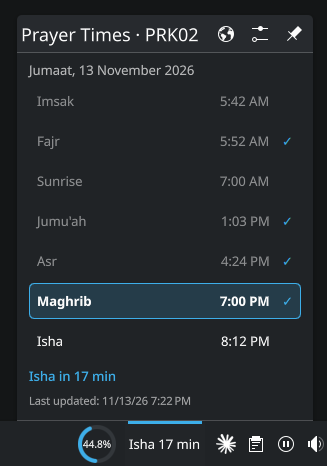 Prayer Times · PRK02
Jumaat, 13 November 2026
Imsak 5:42 AM
Fajr 5:52 AM ✓
Sunrise 7:00 AM
Jumu'ah 1:03 PM ✓
Asr 4:24 PM ✓
Maghrib 7:00 PM ✓
Isha 8:12 PM
Isha in 17 min
Last updated: 11/13/26 7:22 PM
44.8% Isha 17 min